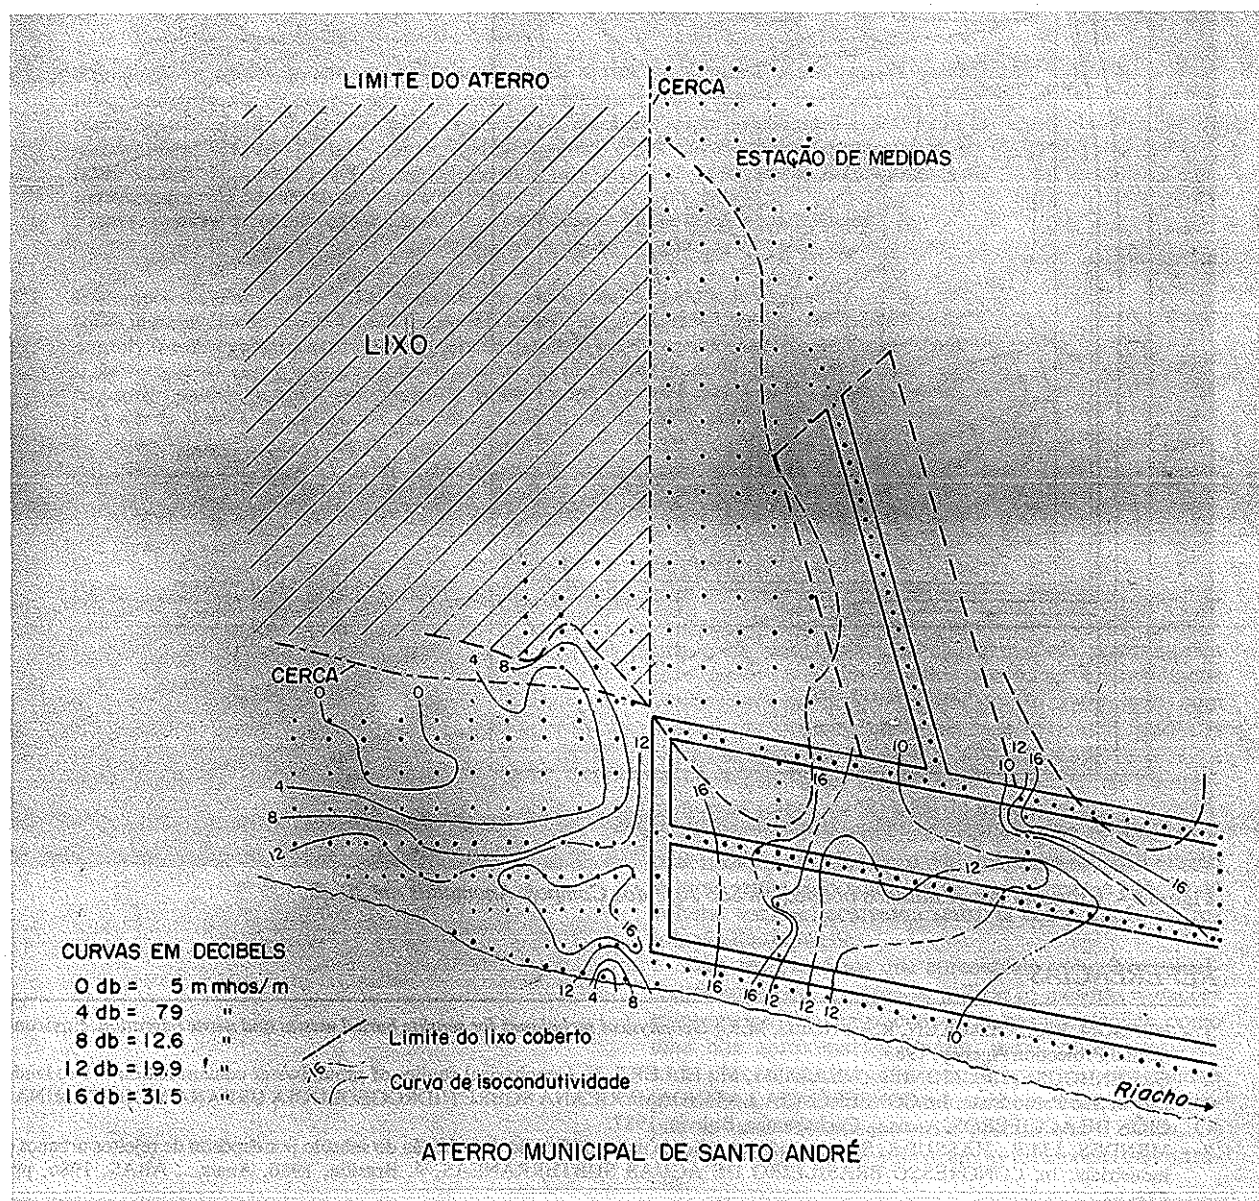 LIMITE DO ATERRO
CERCA
ESTAÇÃO DE MEDIDAS
LIXO
4
8
CERCA
0
0
12
10
12
10
16
16
16
4
8
12
12
16
16
12
4
8
16
16
12
12
12
10
CURVAS EM DECIBELS
0 db = 5 m mhos/m
4 db = 79 "
8 db = 12.6 "
12 db = 19.9 "
16 db = 31.5 "
Limite do lixo coberto
16
Curva de isocondutividade
Riacho
ATERRO MUNICIPAL DE SANTO ANDRÉ